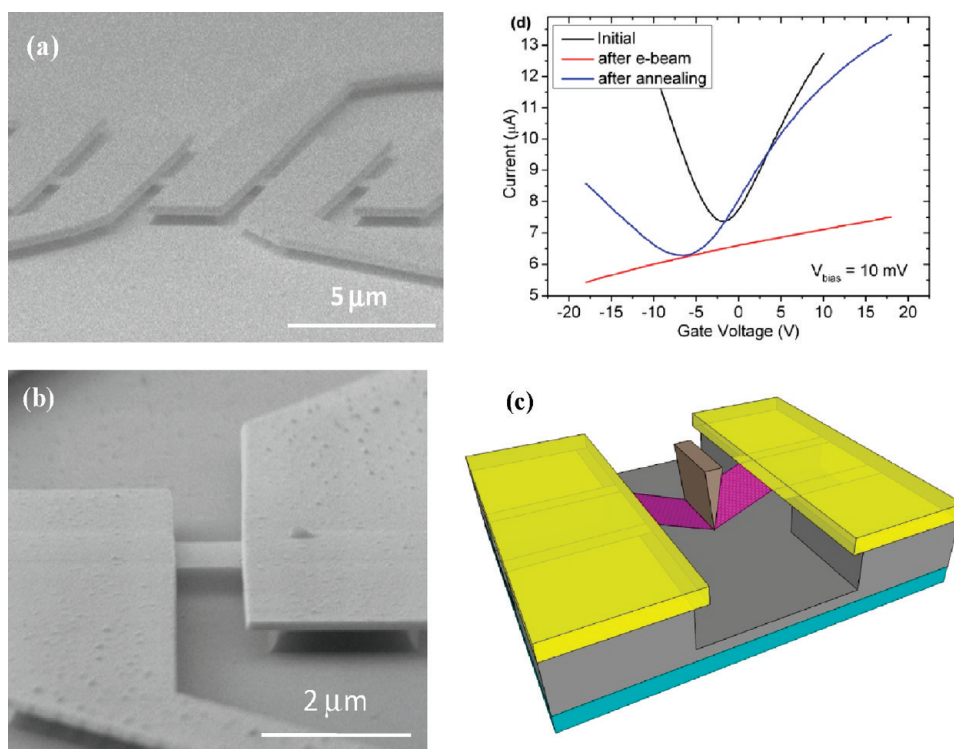 (a)
5 μm
(d)
Initial
after e-beam
after annealing
Current (μA)
13
12
11
10
9
8
7
6
5
V_bias = 10 mV
-20 -15 -10 -5 0 5 10 15 20
Gate Voltage (V)
(b)
2 μm
(c)